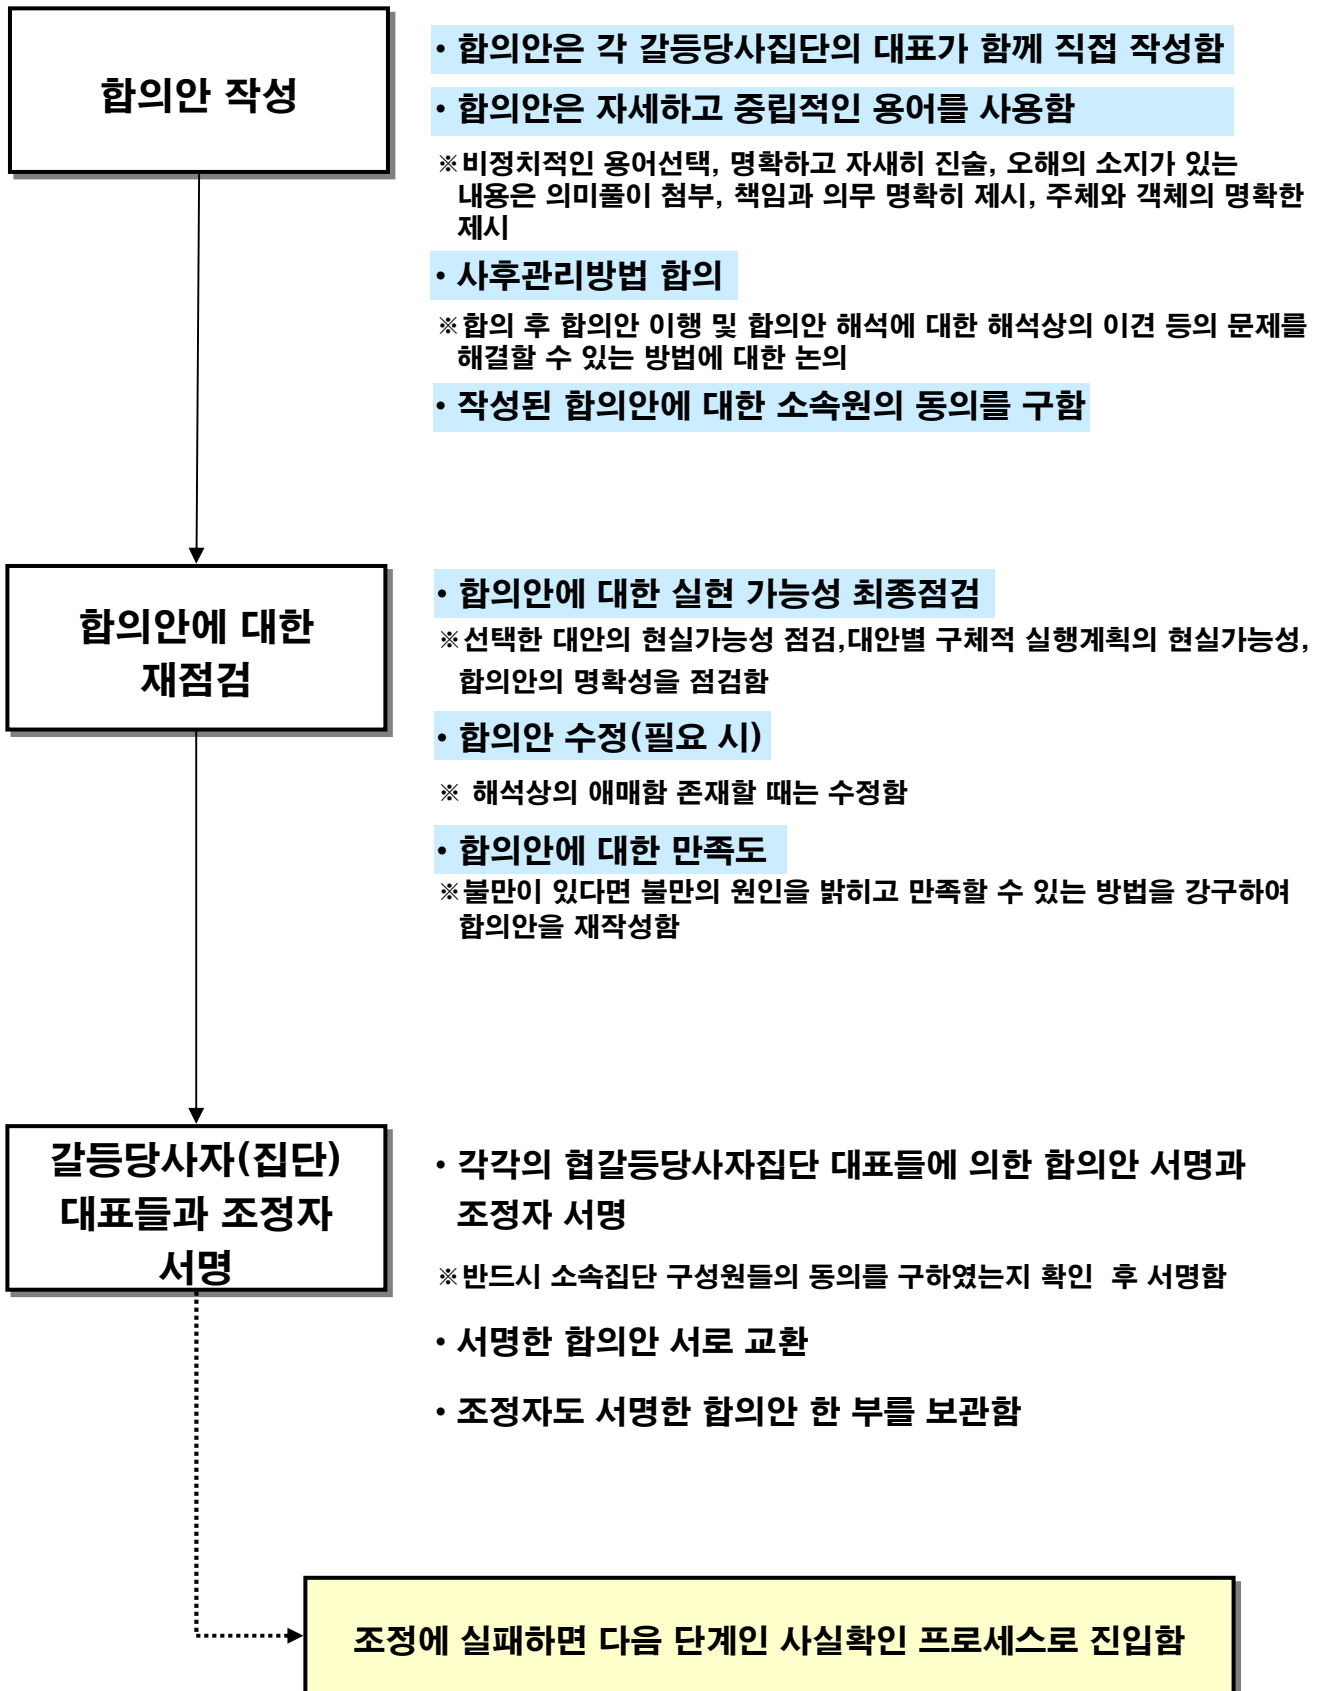 합의안 작성
· 합의안은 각 갈등당사집단의 대표가 함께 직접 작성함
· 합의안은 자세하고 중립적인 용어를 사용함
※비정치적인 용어선택, 명확하고 자새히 진술, 오해의 소지가 있는
내용은 의미풀이 첨부, 책임과 의무 명확히 제시, 주체와 객체의 명확한
제시
· 사후관리방법 합의
※합의 후 합의안 이행 및 합의안 해석에 대한 해석상의 이견 등의 문제를
해결할 수 있는 방법에 대한 논의
· 작성된 합의안에 대한 소속원의 동의를 구함
합의안에 대한
재점검
· 합의안에 대한 실현 가능성 최종점검
※선택한 대안의 현실가능성 점검,대안별 구체적 실행계획의 현실가능성,
합의안의 명확성을 점검함
· 합의안 수정(필요 시)
※ 해석상의 애매함 존재할 때는 수정함
· 합의안에 대한 만족도
※불만이 있다면 불만의 원인을 밝히고 만족할 수 있는 방법을 강구하여
합의안을 재작성함
갈등당사자(집단)
대표들과 조정자
서명
· 각각의 협갈등당사자집단 대표들에 의한 합의안 서명과
조정자 서명
※반드시 소속집단 구성원들의 동의를 구하였는지 확인 후 서명함
· 서명한 합의안 서로 교환
· 조정자도 서명한 합의안 한 부를 보관함
조정에 실패하면 다음 단계인 사실확인 프로세스로 진입함